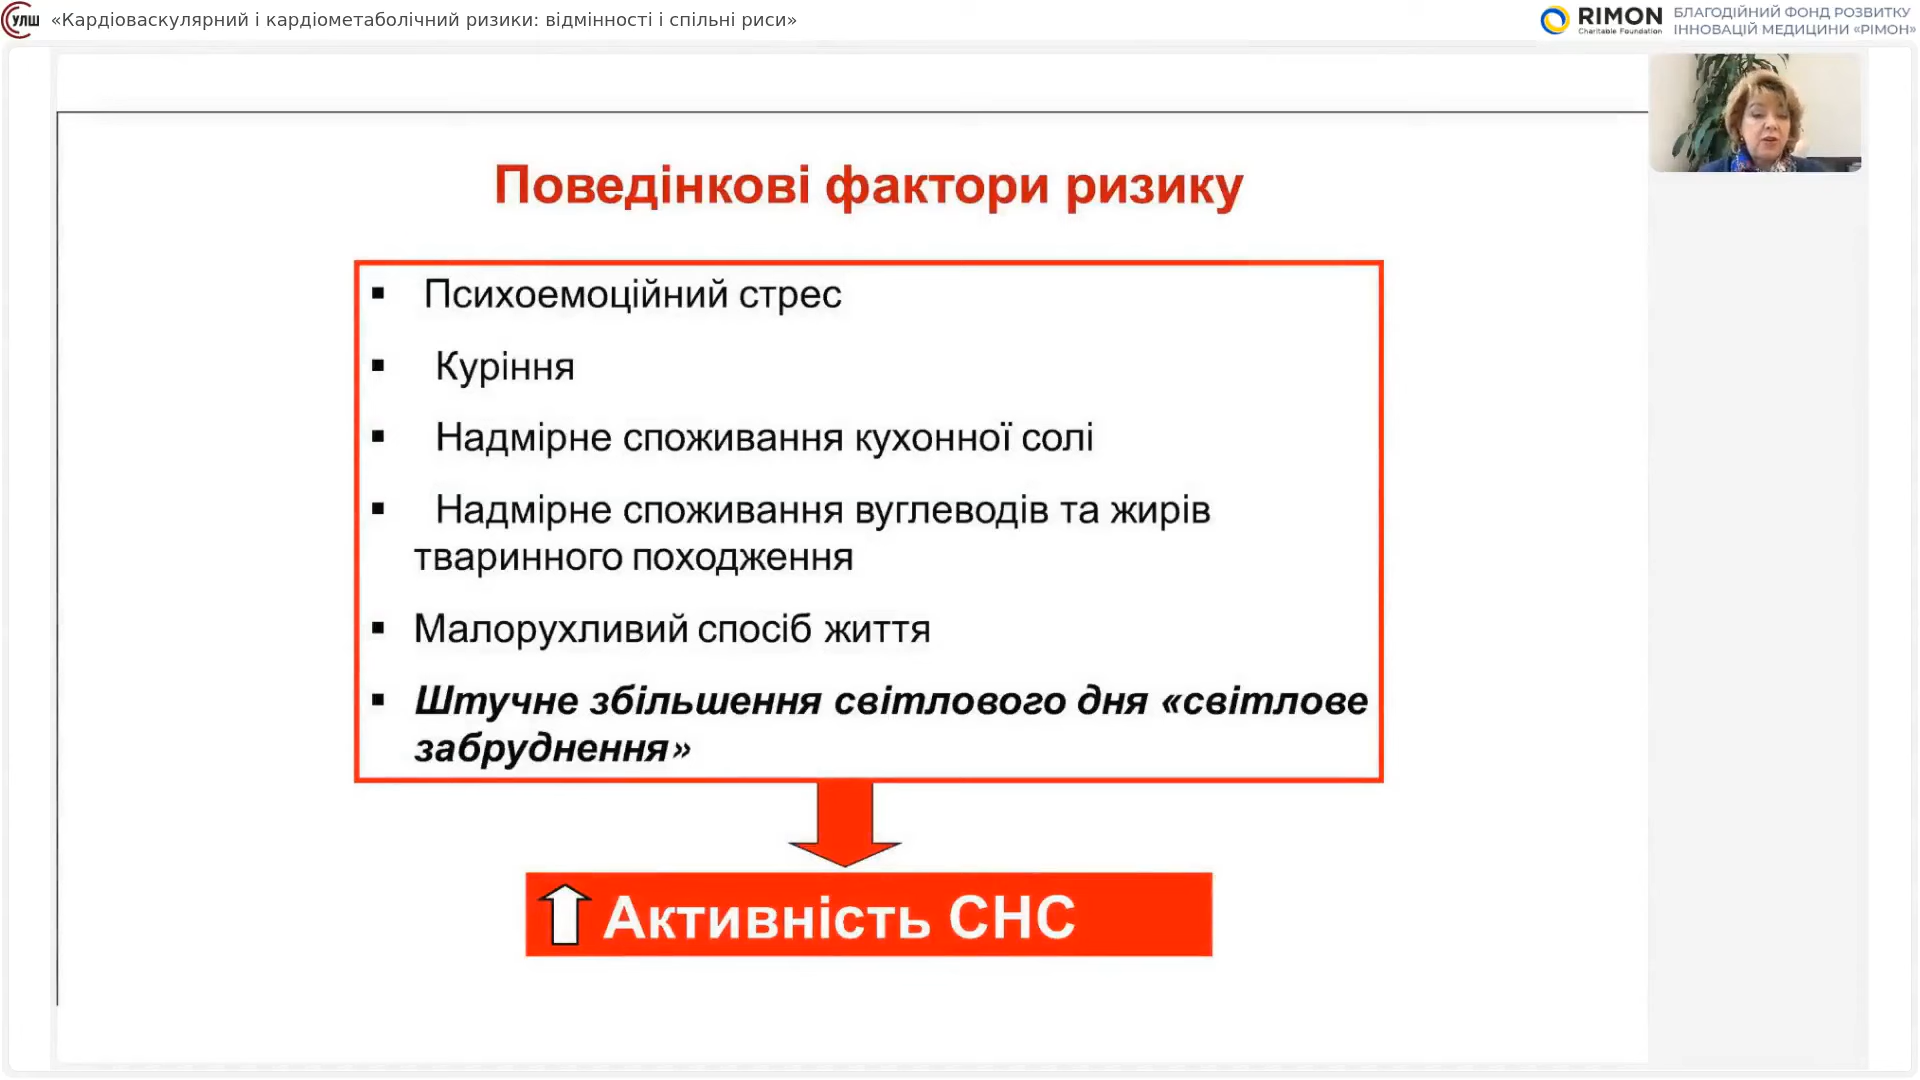 УЛШ «Кардіоваскулярний і кардіометаболічний ризики: відмінності і спільні риси»
RIMON
Charitable Foundation
БЛАГОДІЙНИЙ ФОНД РОЗВИТКУ
ІННОВАЦІЙ МЕДИЦИНИ «РІМОН»
Поведінкові фактори ризику
▪ Психоемоційний стрес
▪ Куріння
▪ Надмірне споживання кухонної солі
▪ Надмірне споживання вуглеводів та жирів
тваринного походження
▪ Малорухливий спосіб життя
▪ Штучне збільшення світлового дня «світлове
забруднення»
Активність СНС